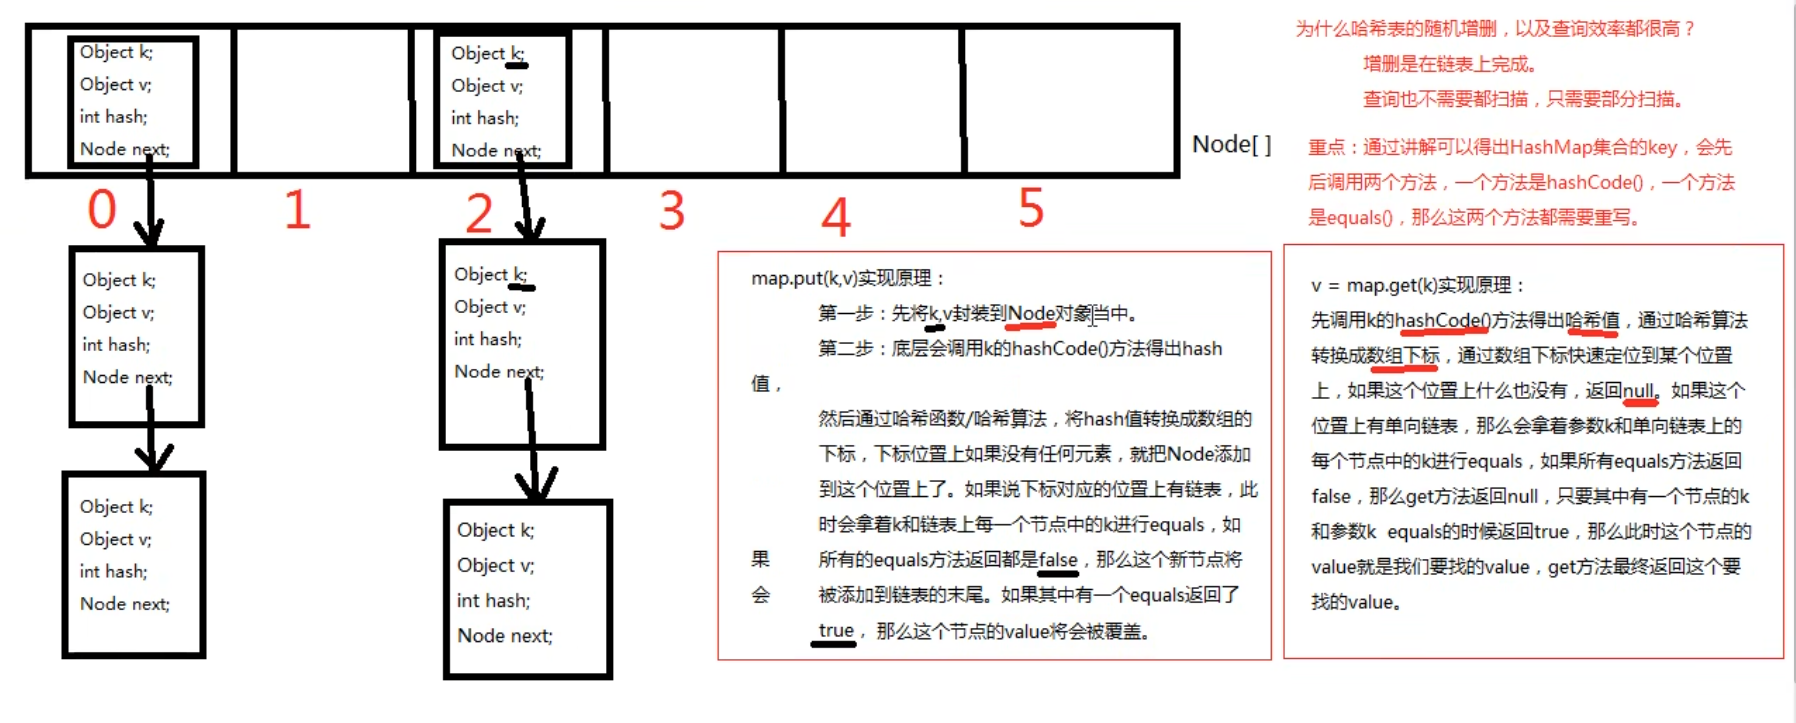 Object k;
Object v;
int hash;
Node next;
Object k;
Object v;
int hash;
Node next;
Node[ ]
0
1
2
3
4
5
Object k;
Object v;
int hash;
Node next;
Object k;
Object v;
int hash;
Node next;
Object k;
Object v;
int hash;
Node next;
Object k;
Object v;
int hash;
Node next;
为什么哈希表的随机增删，以及查询效率都很高？
增删是在链表上完成。
查询也不需要都扫描，只需要部分扫描。
重点：通过讲解可以得出HashMap集合的key，会先
后调用两个方法，一个方法是hashCode()，一个方法
是equals()，那么这两个方法都需要重写。
map.put(k,v)实现原理：
第一步：先将k,v封装到Node对象当中。
第二步：底层会调用k的hashCode()方法得出hash
值，
然后通过哈希函数/哈希算法，将hash值转换成数组的
下标，下标位置上如果没有任何元素，就把Node添加
到这个位置上了。如果说下标对应的位置上有链表，此
时会拿着k和链表上每一个节点中的k进行equals，如
果 所有的equals方法返回都是false，那么这个新节点将
会 被添加到链表的末尾。如果其中有一个equals返回了
true，那么这个节点的value将会被覆盖。
v = map.get(k)实现原理：
先调用k的hashCode()方法得出哈希值，通过哈希算法
转换成数组下标，通过数组下标快速定位到某个位置
上，如果这个位置上什么也没有，返回null。如果这个
位置上有单向链表，那么会拿着参数k和单向链表上的
每个节点中的k进行equals，如果所有equals方法返回
false，那么get方法返回null，只要其中有一个节点的k
和参数k equals的时候返回true，那么此时这个节点的
value就是我们要找的value，get方法最终返回这个要
找的value。